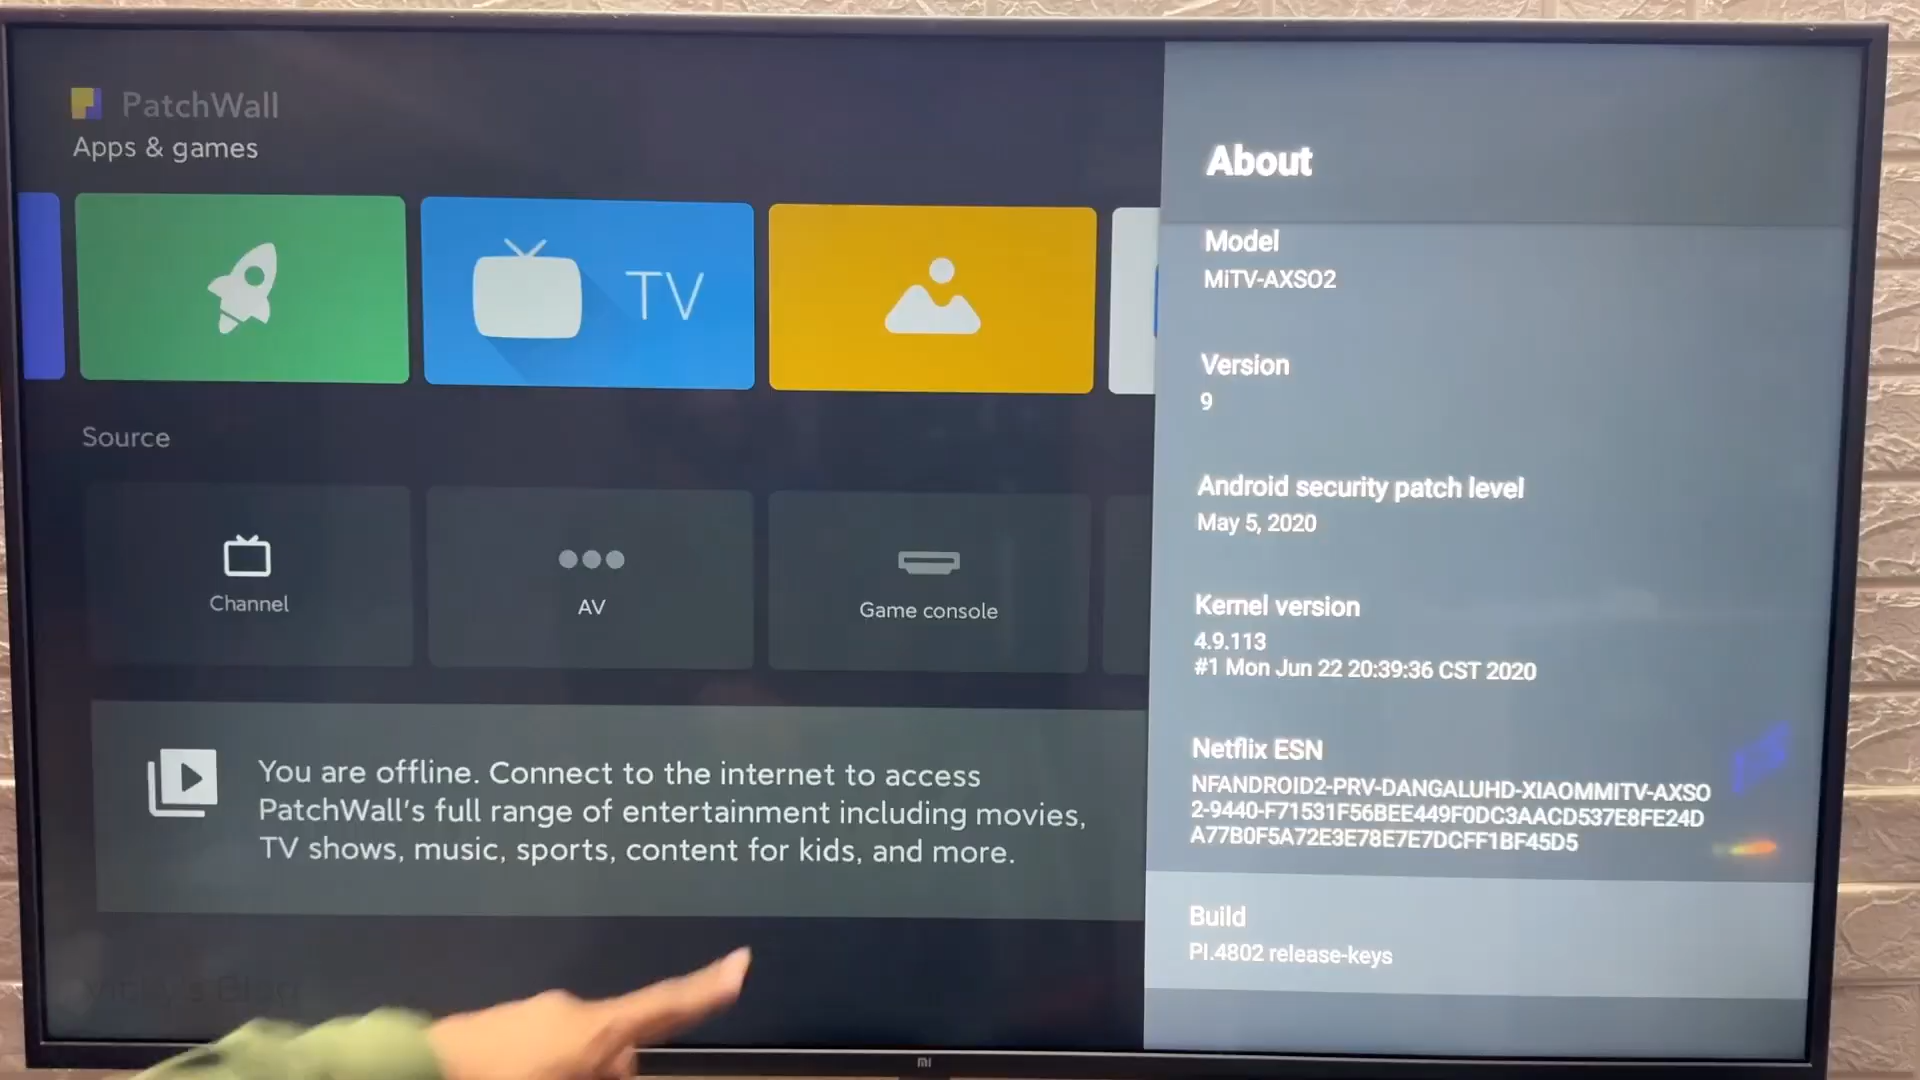 PatchWall
Apps & games
TV
Source
Channel
AV
Game console
You are offline. Connect to the internet to access
PatchWall's full range of entertainment including movies,
TV shows, music, sports, content for kids, and more.
About
Model
MiTV-AXSO2
Version
9
Android security patch level
May 5, 2020
Kernel version
4.9.113
#1 Mon Jun 22 20:39:36 CST 2020
Netflix ESN
NFANDROID2-PRV-DANGALUHD-XIAOMMITV-AXSO
2-9440-F71531F56BEE449F0DC3AACD537E8FE24D
A77B0F5A72E3E78E7E7DCFF1BF45D5
Build
PI.4802 release-keys
mi